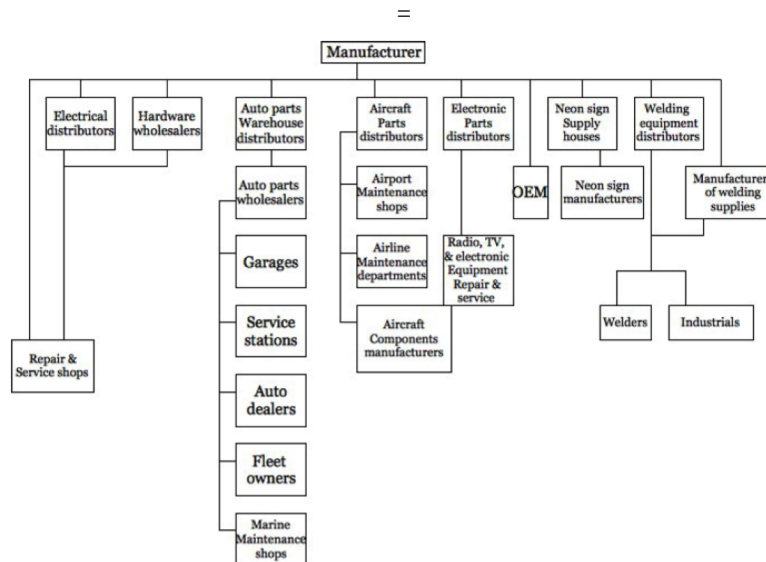 =
Manufacturer
Electrical
distributors
Hardware
wholesalers
Auto parts
Warehouse
distributors
Aircraft
Parts
distributors
Electronic
Parts
distributors
Neon sign
Supply
houses
Welding
equipment
distributors
Auto parts
wholesalers
Airport
Maintenance
shops
OEM
Neon sign
manufacturers
Manufacturer
of welding
supplies
Garages
Airline
Maintenance
departments
Radio, TV,
& electronic
Equipment
Repair &
service
Service
stations
Aircraft
Components
manufacturers
Welders
Industrials
Repair &
Service shops
Auto
dealers
Fleet
owners
Marine
Maintenance
shops